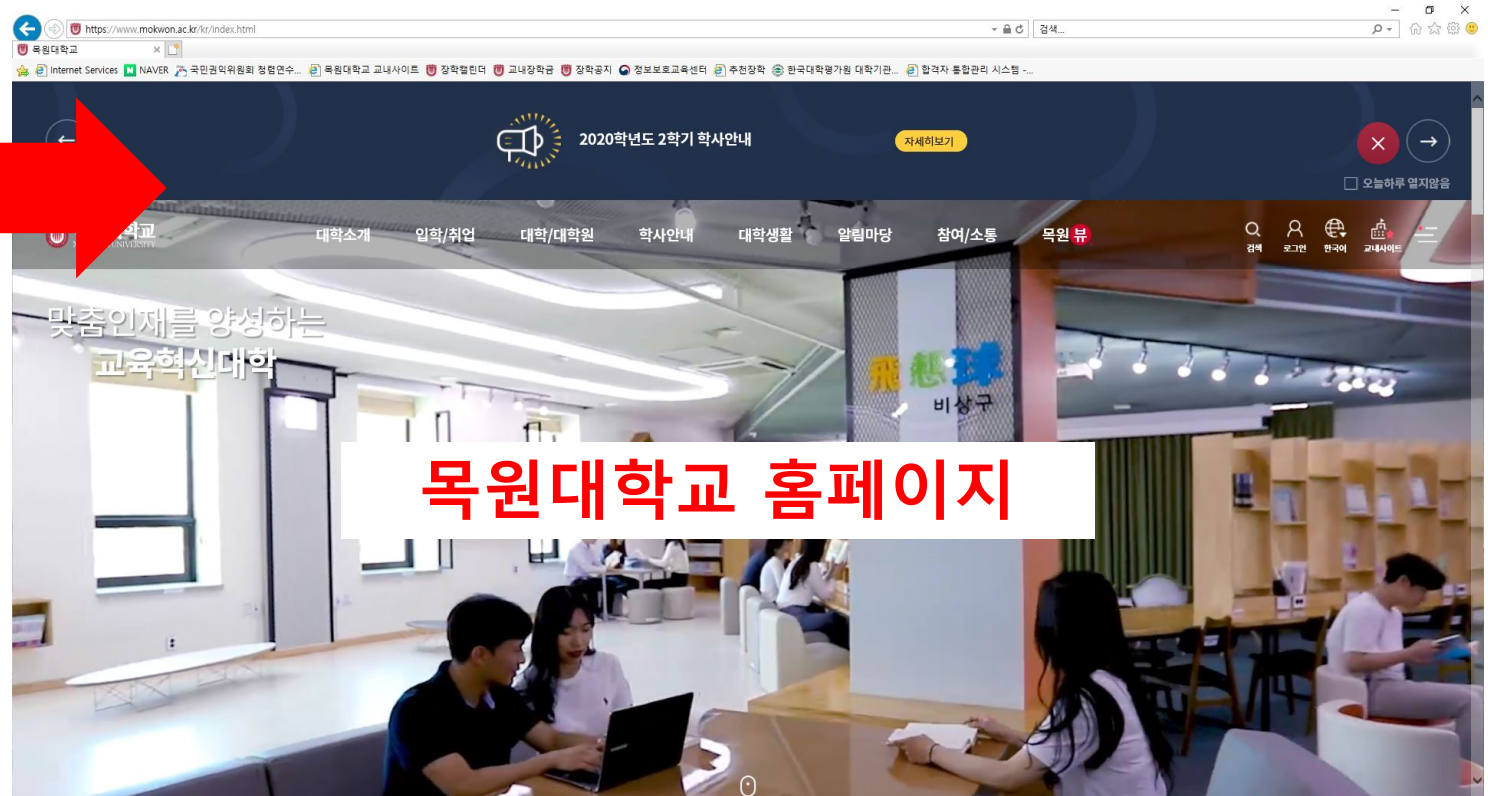 https://www.mokwon.ac.kr/kr/index.html
검색...
목원대학교
Internet Services NAVER 국민권익위원회 청렴연수... 목원대학교 교내사이트 장학캘린더 교내장학금 장학공지 정보보호교육센터 추천장학 한국대학평가원 대학기관... 합격자 통합관리 시스템 -...
2020학년도 2학기 학사안내
자세히보기
오늘하루 열지않음
대학소개 입학/취업 대학/대학원 학사안내 대학생활 알림마당 참여/소통 목원뷰
검색 로그인 한국어 교내사이트
맞춤인재를 양성하는
교육혁신대학
飛想球
비상구
목원대학교 홈페이지